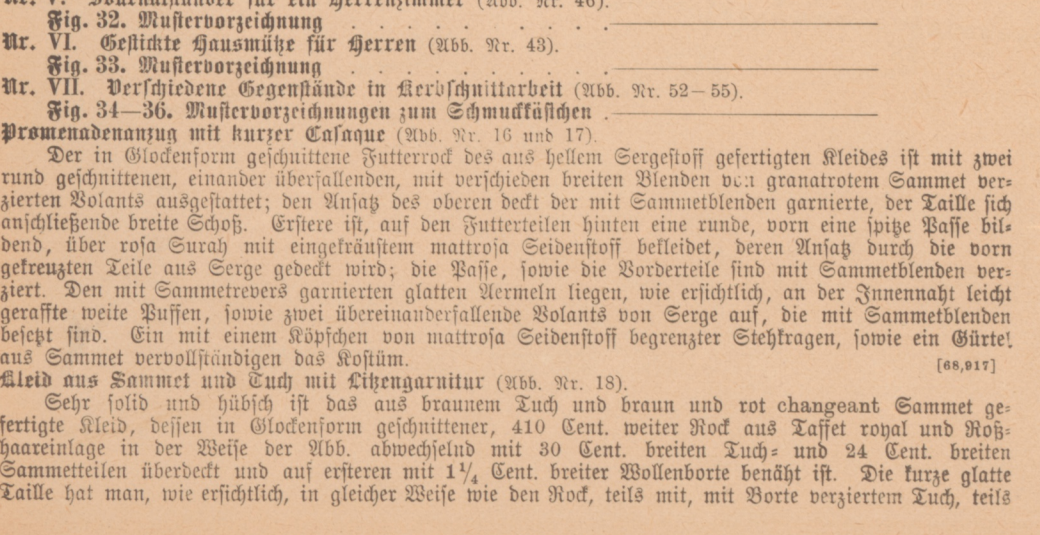 Nr. V. Journalständer für ein Herrenzimmer (Abb. Nr. 46).
Fig. 32. Mustervorzeichnung . . . . . .
Nr. VI. Gestickte Hausmütze für Herren (Abb. Nr. 43).
Fig. 33. Mustervorzeichnung . . . . . .
Nr. VII. Verschiedene Gegenstände in Kerbschnittarbeit (Abb. Nr. 52–55).
Fig. 34—36. Mustervorzeichnungen zum Schmuckkästchen .
Promenadenanzug mit kurzer Casaque (Abb. Nr. 16 und 17).
Der in Glockenform geschnittene Futterrock des aus hellem Sergestoff gefertigten Kleides ist mit zwei
rund geschnittenen, einander überfallenden, mit verschieden breiten Blenden von granatrotem Sammet ver-
zierten Volants ausgestattet; den Ansatz des oberen deckt der mit Sammetblenden garnierte, der Taille sich
anschließende breite Schoß. Erstere ist, auf den Futterteilen hinten eine runde, vorn eine spitze Passe bil-
dend, über rosa Surah mit eingekräustem mattrosa Seidenstoff bekleidet, deren Ansatz durch die vorn
gekreuzten Teile aus Serge gedeckt wird; die Passe, sowie die Vorderteile sind mit Sammetblenden ver-
ziert. Den mit Sammetrevers garnierten glatten Aermeln liegen, wie ersichtlich, an der Innennaht leicht
geraffte weite Puffen, sowie zwei übereinanderfallende Volants von Serge auf, die mit Sammetblenden
besetzt sind. Ein mit einem Köpfchen von mattrosa Seidenstoff begrenzter Stehkragen, sowie ein Gürtel
aus Sammet vervollständigen das Kostüm. [68,917]
Kleid aus Sammet und Tuch mit Litzengarnitur (Abb. Nr. 18).
Sehr solid und hübsch ist das aus braunem Tuch und braun und rot changeant Sammet ge-
fertigte Kleid, dessen in Glockenform geschnittener, 410 Cent. weiter Rock aus Taffet royal und Roß-
haareinlage in der Weise der Abb. abwechselnd mit 30 Cent. breiten Tuch- und 24 Cent. breiten
Sammetteilen überdeckt und auf ersteren mit 1¼ Cent. breiter Wollenborte benäht ist. Die kurze glatte
Taille hat man, wie ersichtlich, in gleicher Weise wie den Rock, teils mit, mit Borte verziertem Tuch, teils